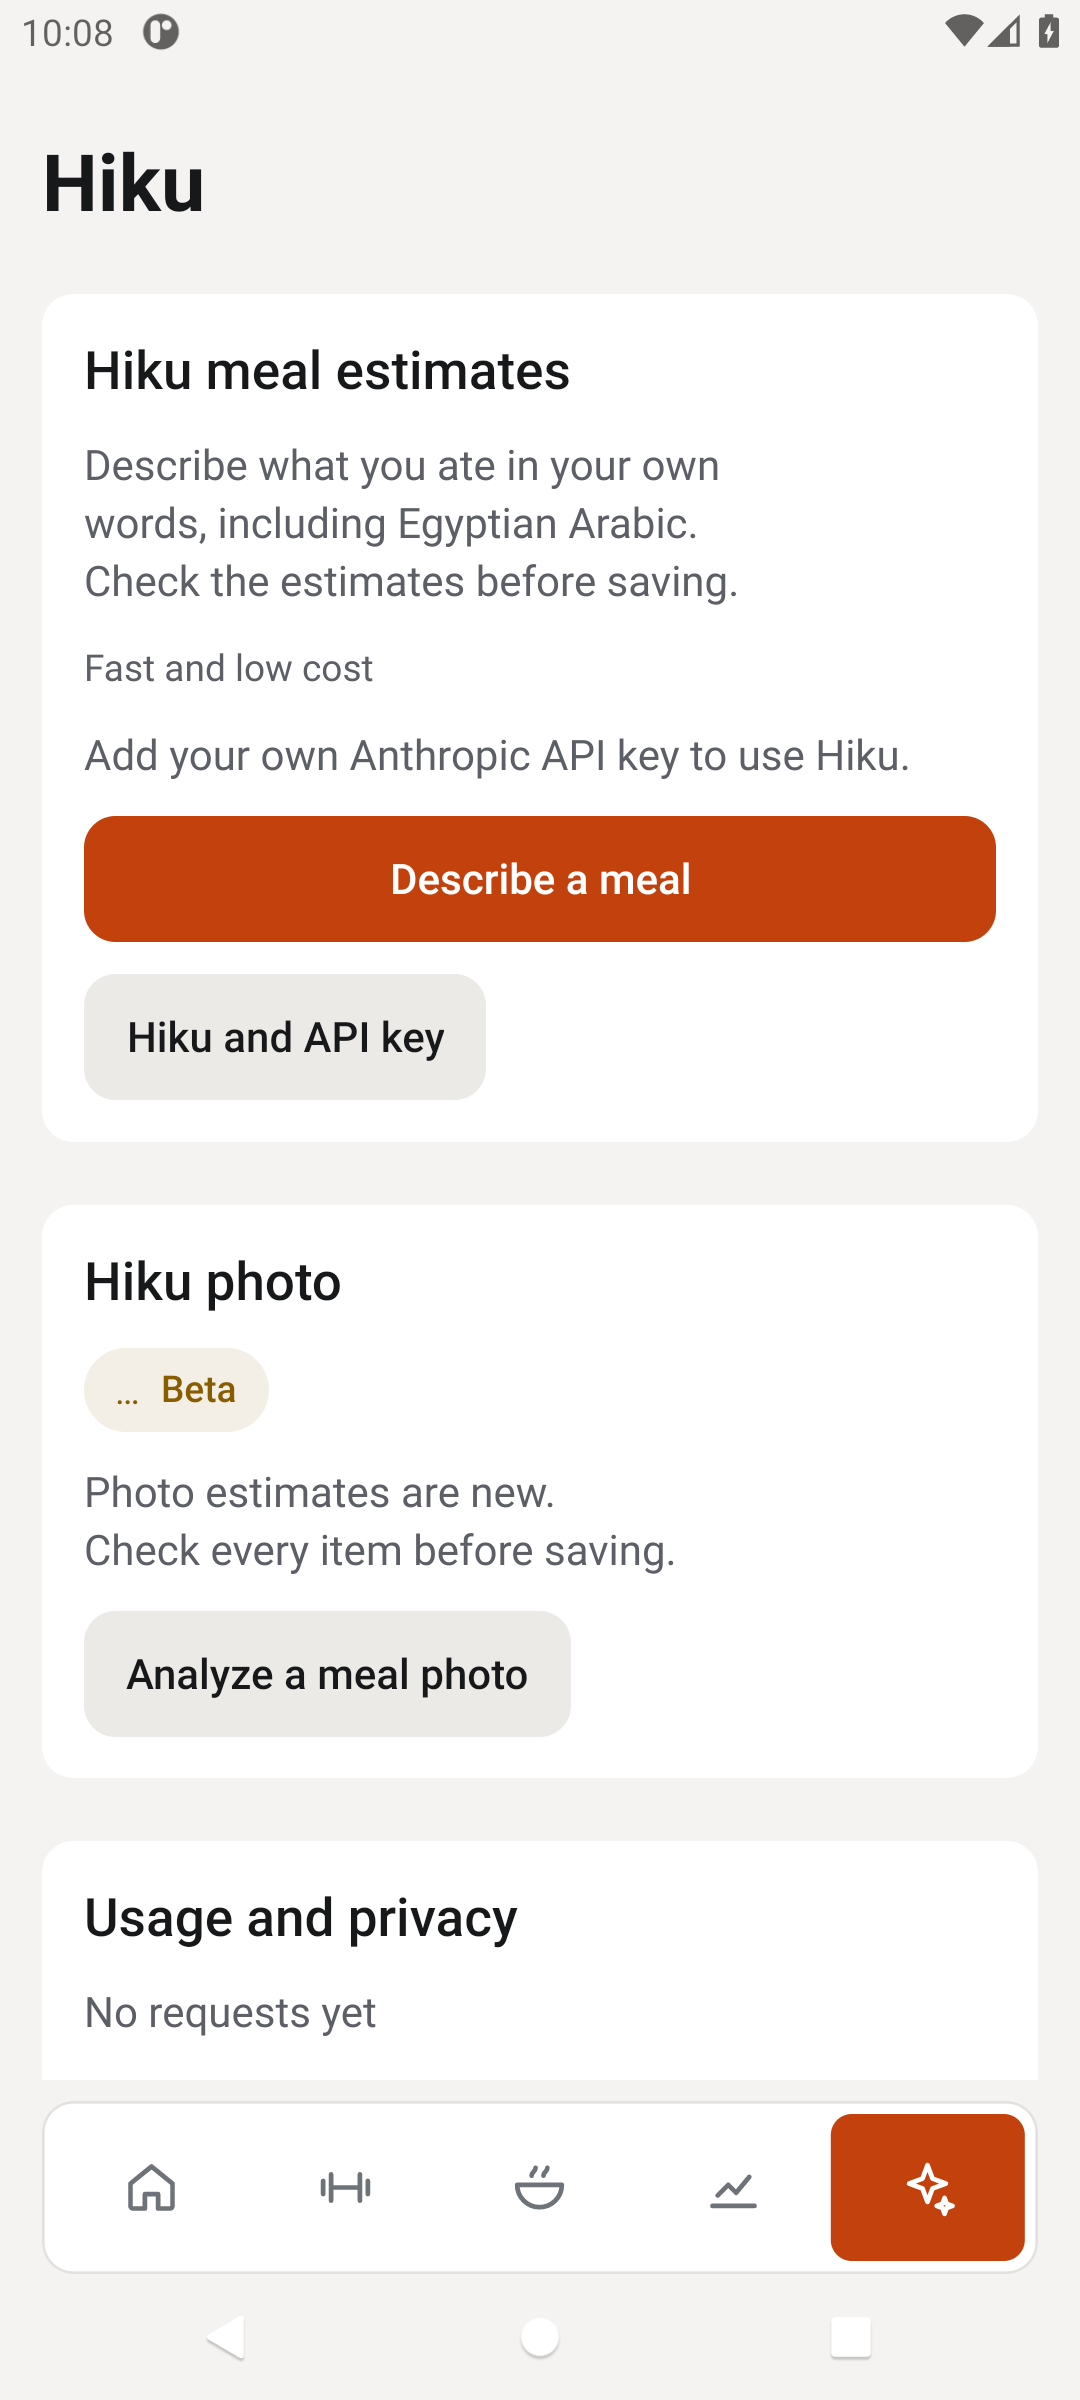 10:08
Hiku
Hiku meal estimates
Describe what you ate in your own
words, including Egyptian Arabic.
Check the estimates before saving.
Fast and low cost
Add your own Anthropic API key to use Hiku.
Describe a meal
Hiku and API key
Hiku photo
... Beta
Photo estimates are new.
Check every item before saving.
Analyze a meal photo
Usage and privacy
No requests yet